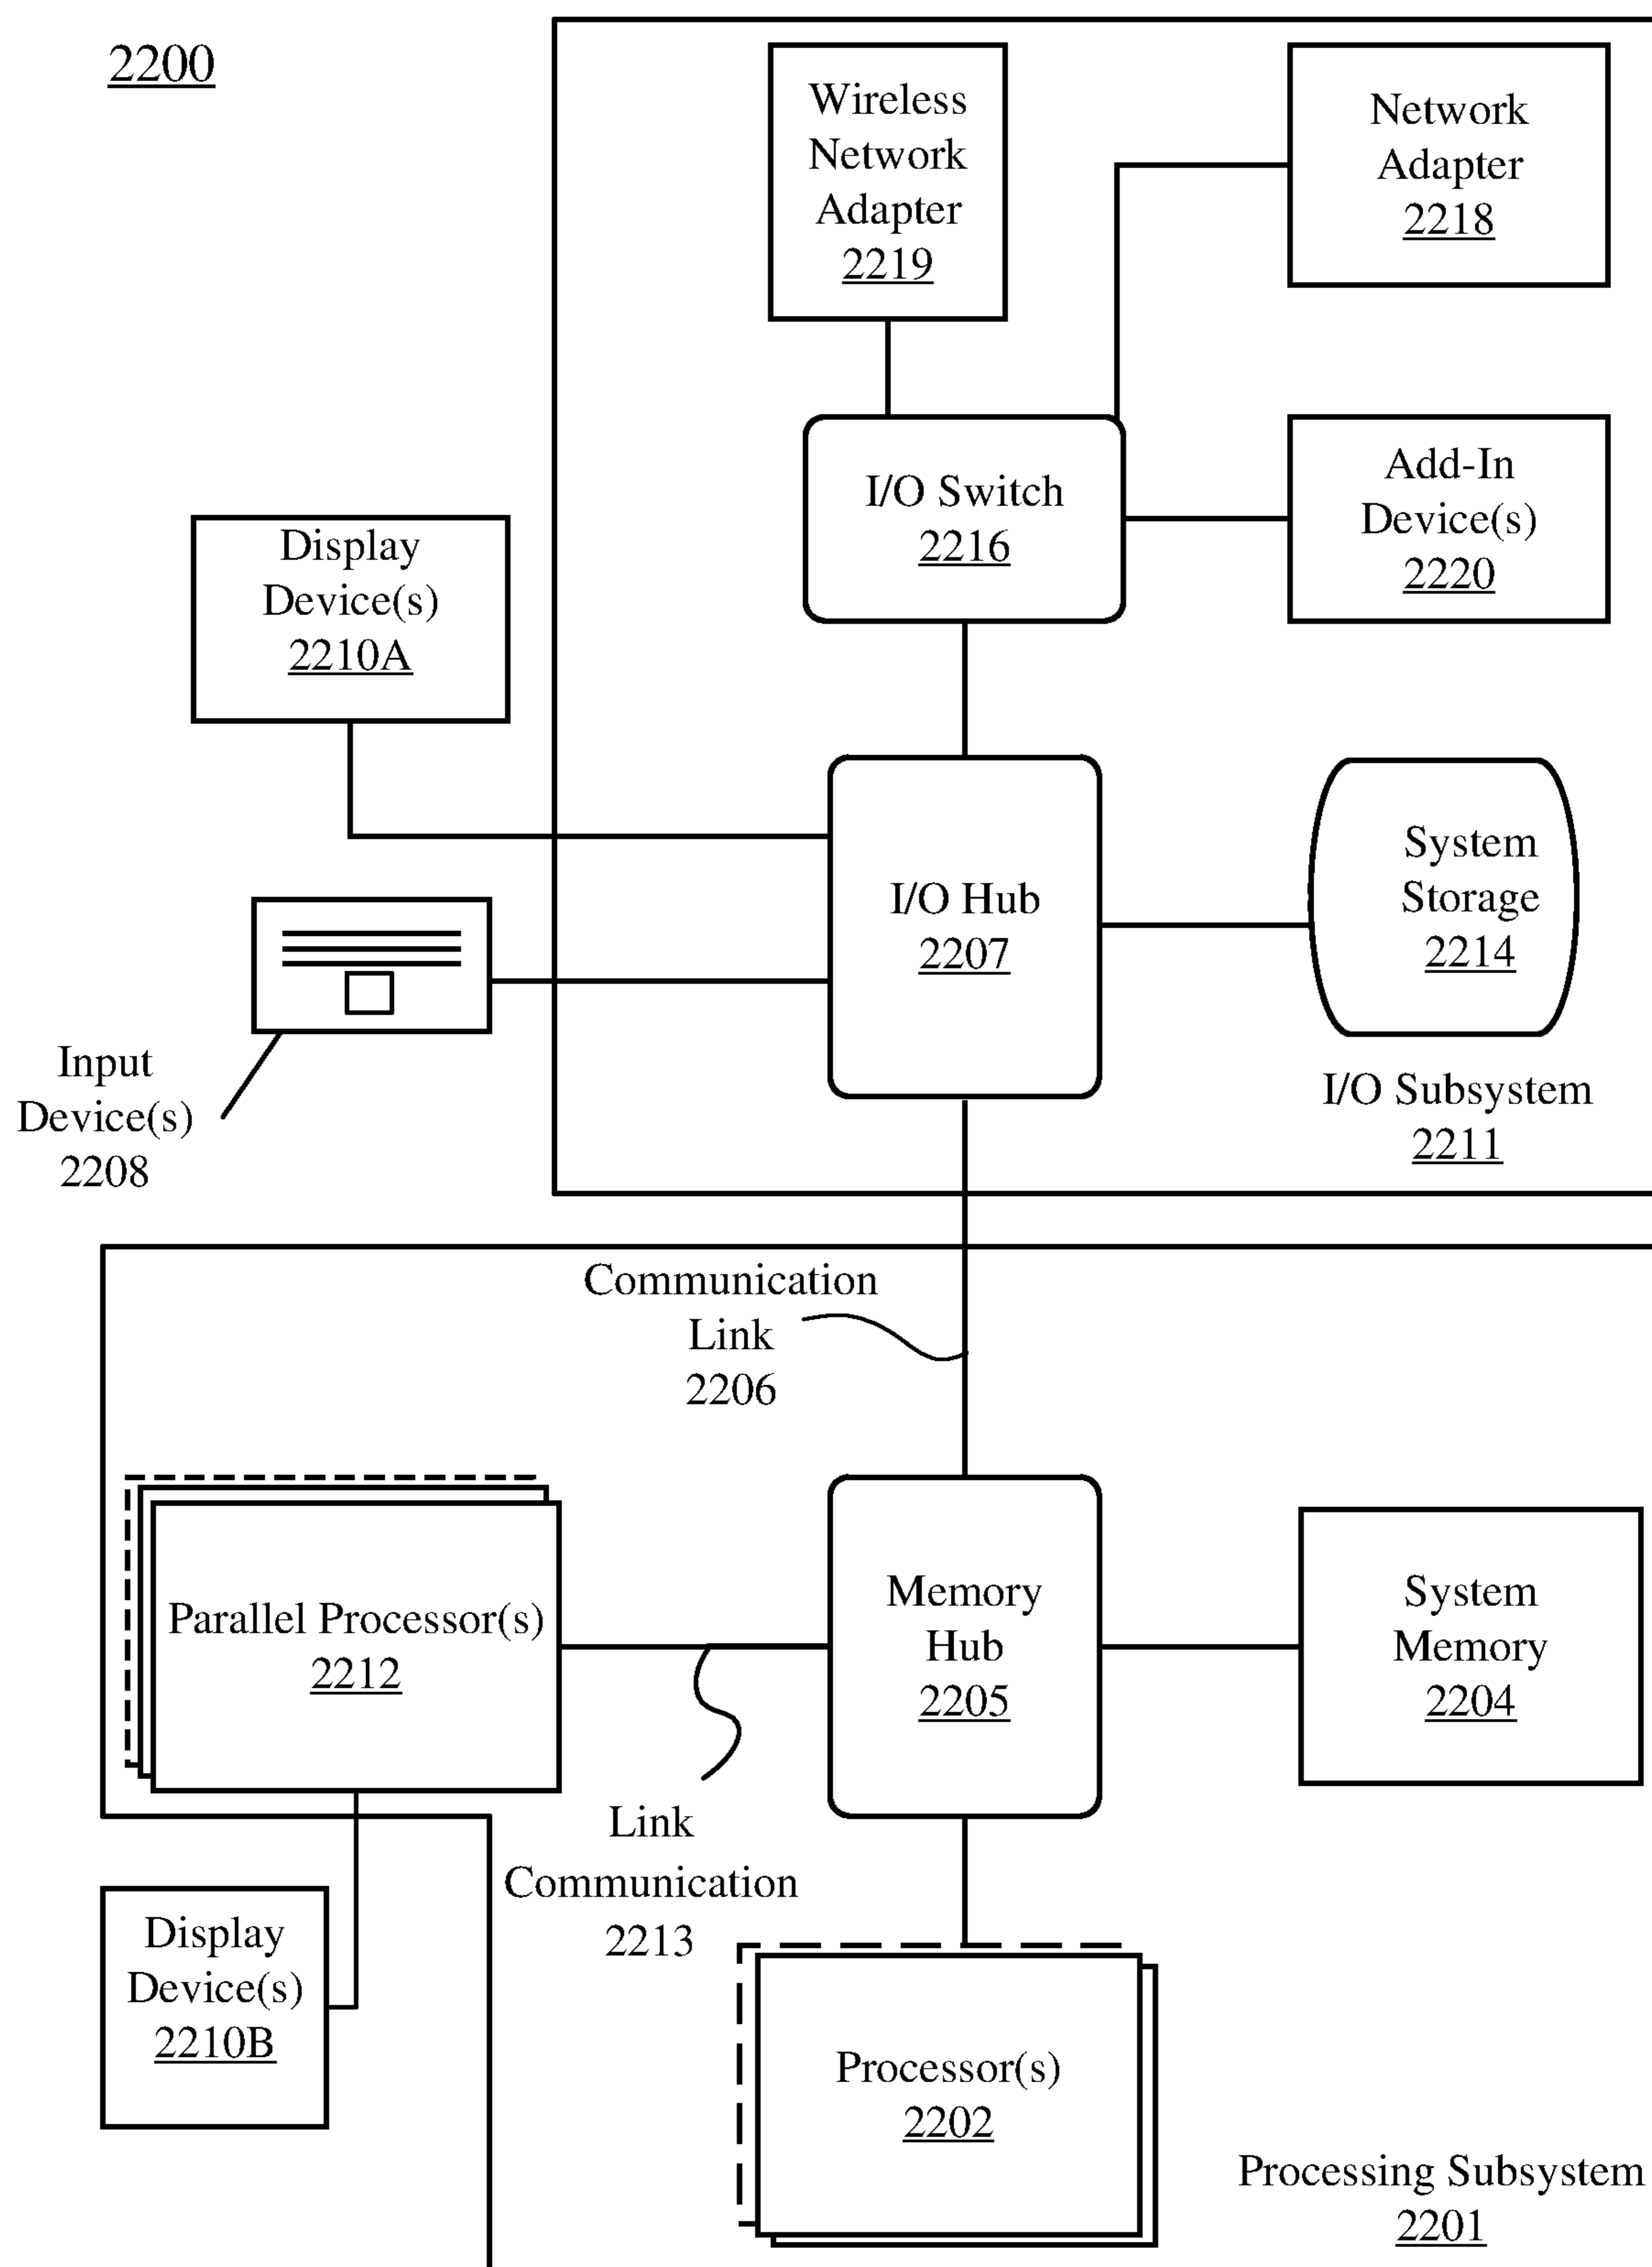 2200
Wireless
Network
Adapter
2219
Network
Adapter
2218
I/O Switch
2216
Add-In
Device(s)
2220
Display
Device(s)
2210A
I/O Hub
2207
System
Storage
2214
Input
Device(s)
2208
I/O Subsystem
2211
Communication
Link
2206
Parallel Processor(s)
2212
Memory
Hub
2205
System
Memory
2204
Link
Communication
2213
Display
Device(s)
2210B
Processor(s)
2202
Processing Subsystem
2201